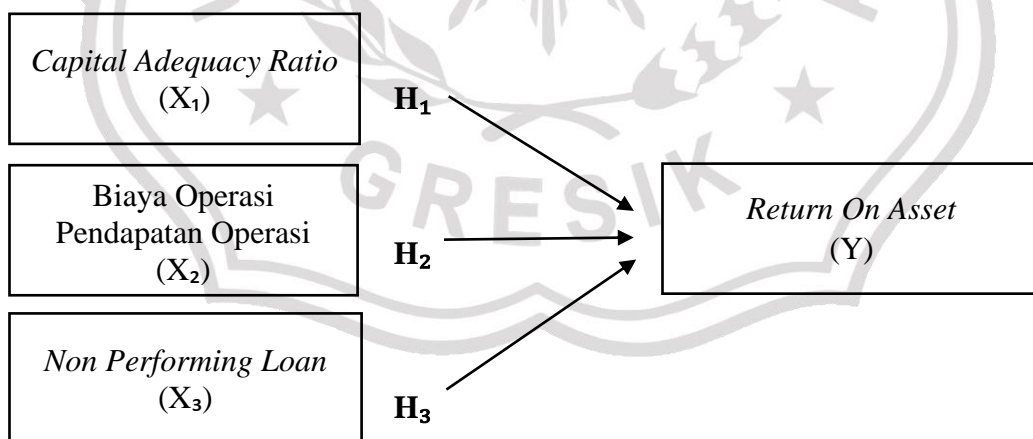 Capital Adequacy Ratio
(X₁)
H₁
Biaya Operasi
Pendapatan Operasi
(X₂)
H₂
Return On Asset
(Y)
Non Performing Loan
(X₃)
H₃
GRESIK